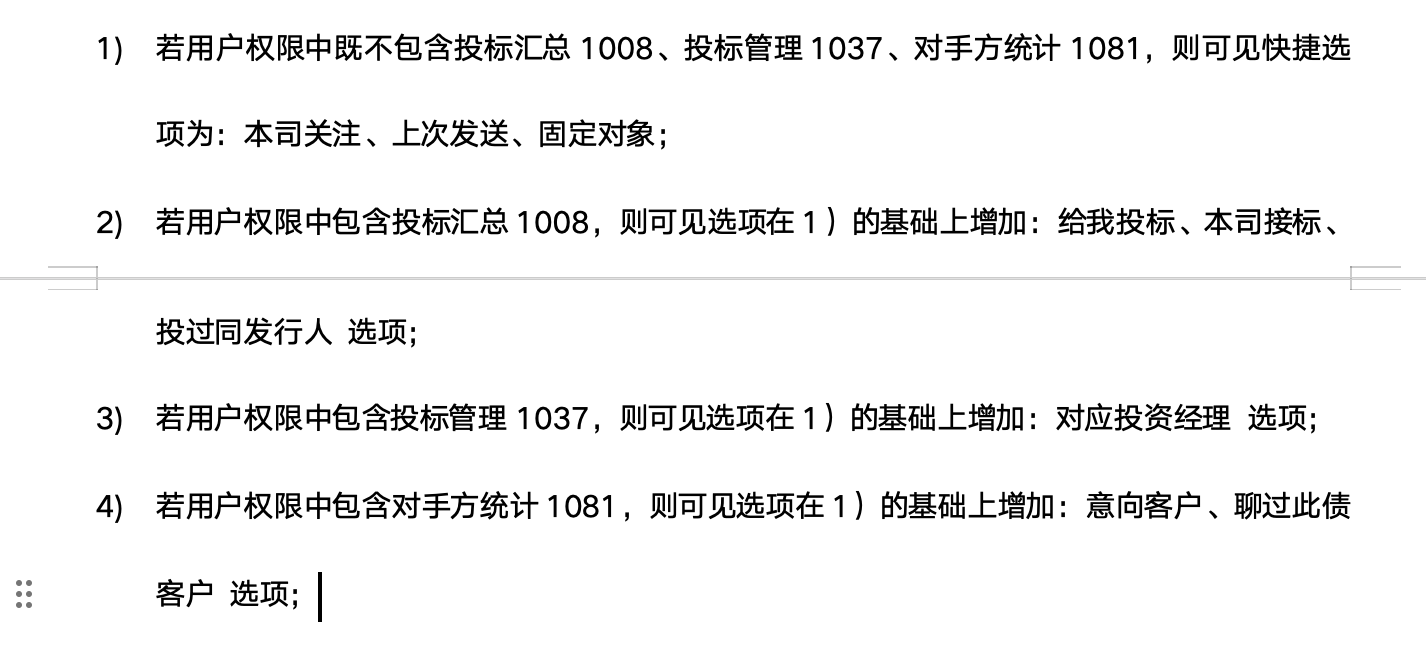 1) 若用户权限中既不包含投标汇总 1008、投标管理 1037、对手方统计 1081，则可见快捷选
项为：本司关注、上次发送、固定对象；
2) 若用户权限中包含投标汇总 1008，则可见选项在 1）的基础上增加：给我投标、本司接标、
投过同发行人 选项；
3) 若用户权限中包含投标管理 1037，则可见选项在 1）的基础上增加：对应投资经理 选项；
4) 若用户权限中包含对手方统计 1081，则可见选项在 1）的基础上增加：意向客户、聊过此债
客户 选项；